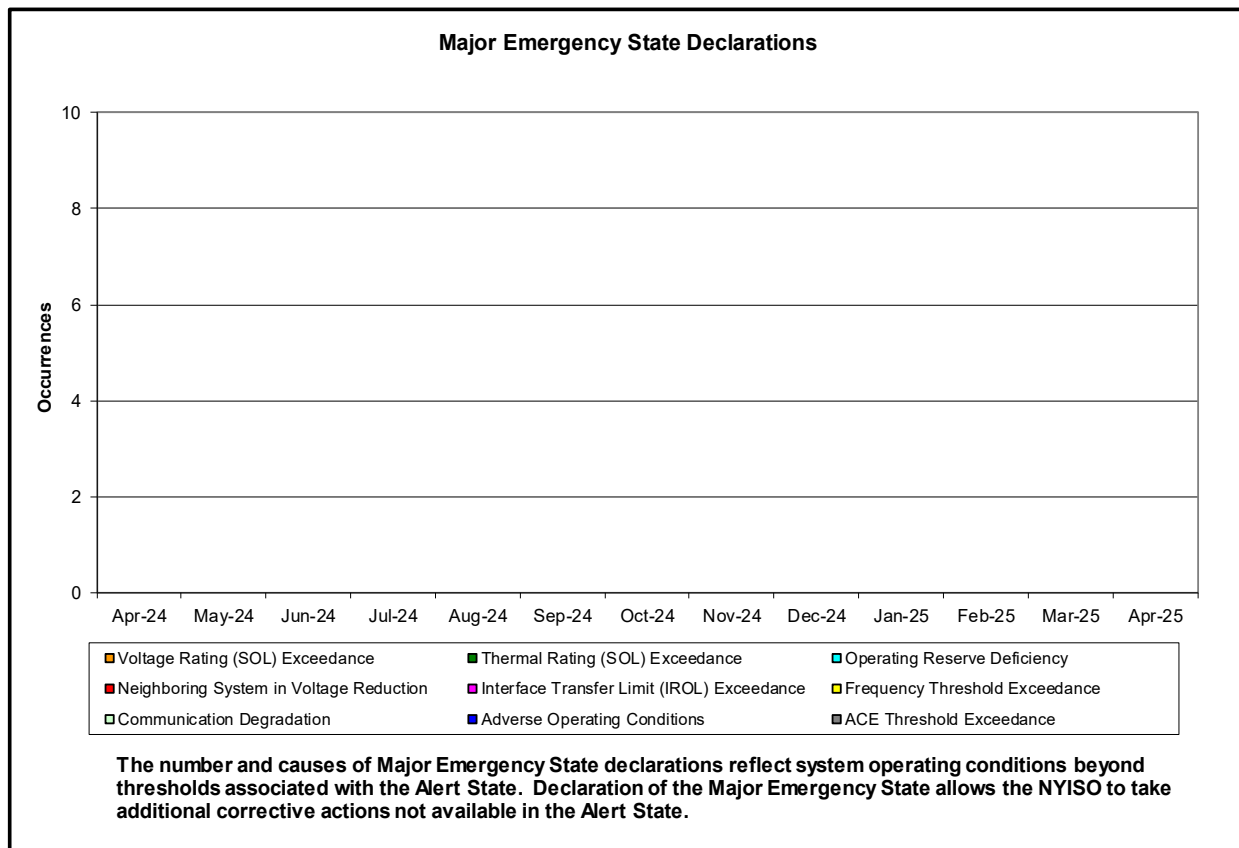 Major Emergency State Declarations
10
8
6
4
2
0
Occurrences
Apr-24 May-24 Jun-24 Jul-24 Aug-24 Sep-24 Oct-24 Nov-24 Dec-24 Jan-25 Feb-25 Mar-25 Apr-25
Voltage Rating (SOL) Exceedance Thermal Rating (SOL) Exceedance Operating Reserve Deficiency
Neighboring System in Voltage Reduction Interface Transfer Limit (IROL) Exceedance Frequency Threshold Exceedance
Communication Degradation Adverse Operating Conditions ACE Threshold Exceedance
The number and causes of Major Emergency State declarations reflect system operating conditions beyond
thresholds associated with the Alert State. Declaration of the Major Emergency State allows the NYISO to take
additional corrective actions not available in the Alert State.